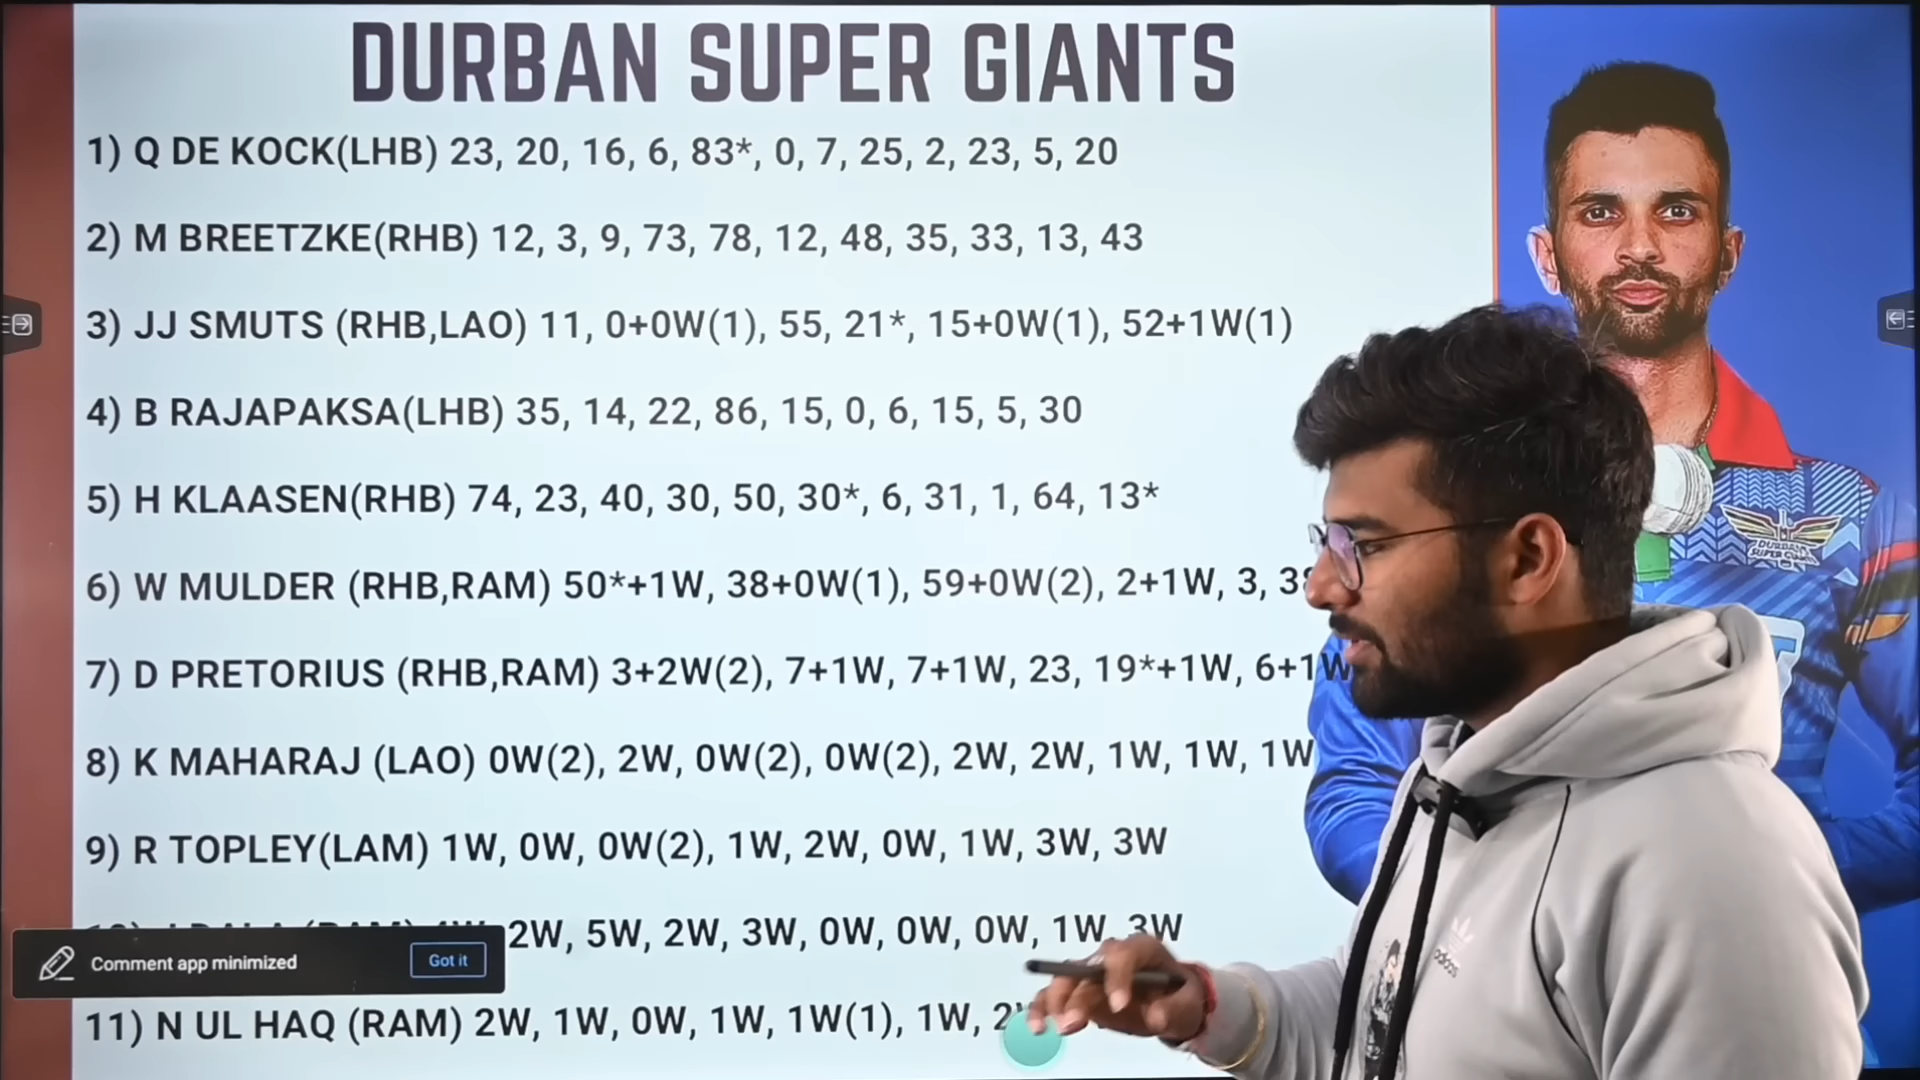 DURBAN SUPER GIANTS
1) Q DE KOCK(LHB) 23, 20, 16, 6, 83*, 0, 7, 25, 2, 23, 5, 20
2) M BREETZKE(RHB) 12, 3, 9, 73, 78, 12, 48, 35, 33, 13, 43
3) JJ SMUTS (RHB,LAO) 11, 0+0W(1), 55, 21*, 15+0W(1), 52+1W(1)
4) B RAJAPAKSA(LHB) 35, 14, 22, 86, 15, 0, 6, 15, 5, 30
5) H KLAASEN(RHB) 74, 23, 40, 30, 50, 30*, 6, 31, 1, 64, 13*
DURBAN
SUPER GIANTS
6) W MULDER (RHB,RAM) 50*+1W, 38+0W(1), 59+0W(2), 2+1W, 3,
7) D PRETORIUS (RHB,RAM) 3+2W(2), 7+1W, 7+1W, 23, 19*+1W, 6+1W
8) K MAHARAJ (LAO) 0W(2), 2W, 0W(2), 0W(2), 2W, 2W, 1W, 1W, 1W
9) R TOPLEY(LAM) 1W, 0W, 0W(2), 1W, 2W, 0W, 1W, 3W, 3W
2W, 5W, 2W, 3W, 0W, 0W, 0W, 1W, 3W
adidas
Comment app minimized Got it
11) N UL HAQ (RAM) 2W, 1W, 0W, 1W, 1W(1), 1W,